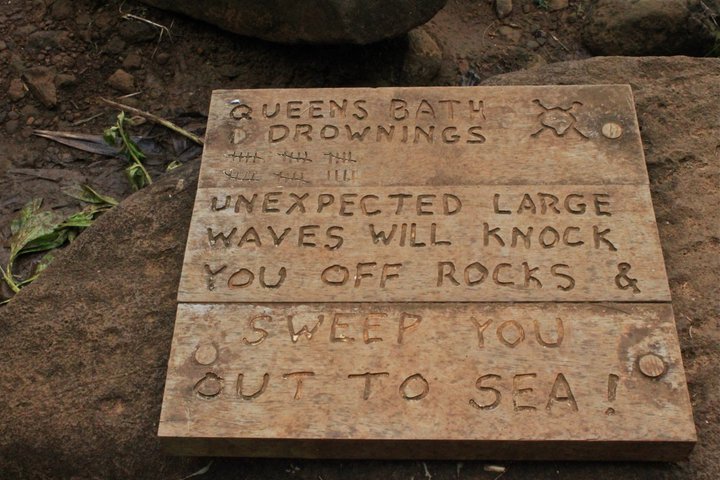 QUEENS BATH
DROWNINGS
UNEXPECTED LARGE
WAVES WILL KNOCK
YOU OFF ROCKS &
SWEEP YOU
OUT TO SEA!